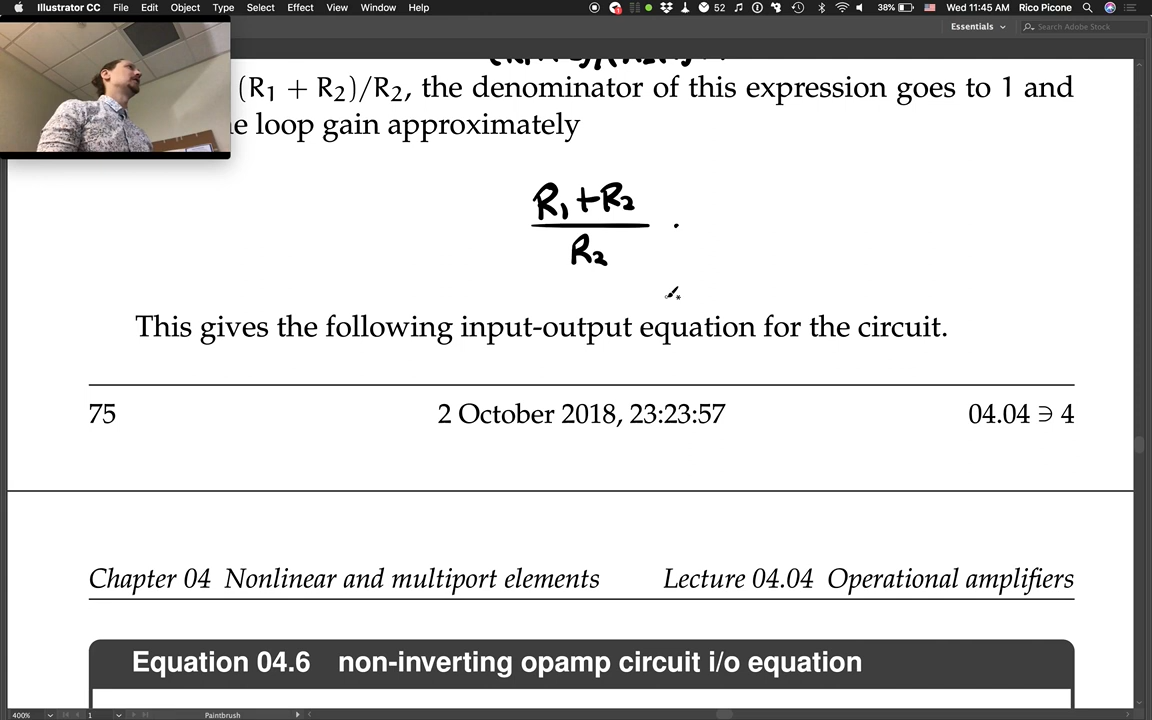 Illustrator CC File Edit Object Type Select Effect View Window Help 52 38% Wed 11:45 AM Rico Picone
Essentials Search Adobe Stock
(R₁ + R₂)/R₂, the denominator of this expression goes to 1 and
e loop gain approximately
R₁ + R₂
R₂ .
This gives the following input-output equation for the circuit.
75 2 October 2018, 23:23:57 04.04 ∋ 4
Chapter 04 Nonlinear and multiport elements Lecture 04.04 Operational amplifiers
Equation 04.6 non-inverting opamp circuit i/o equation
400% 1 Paintbrush